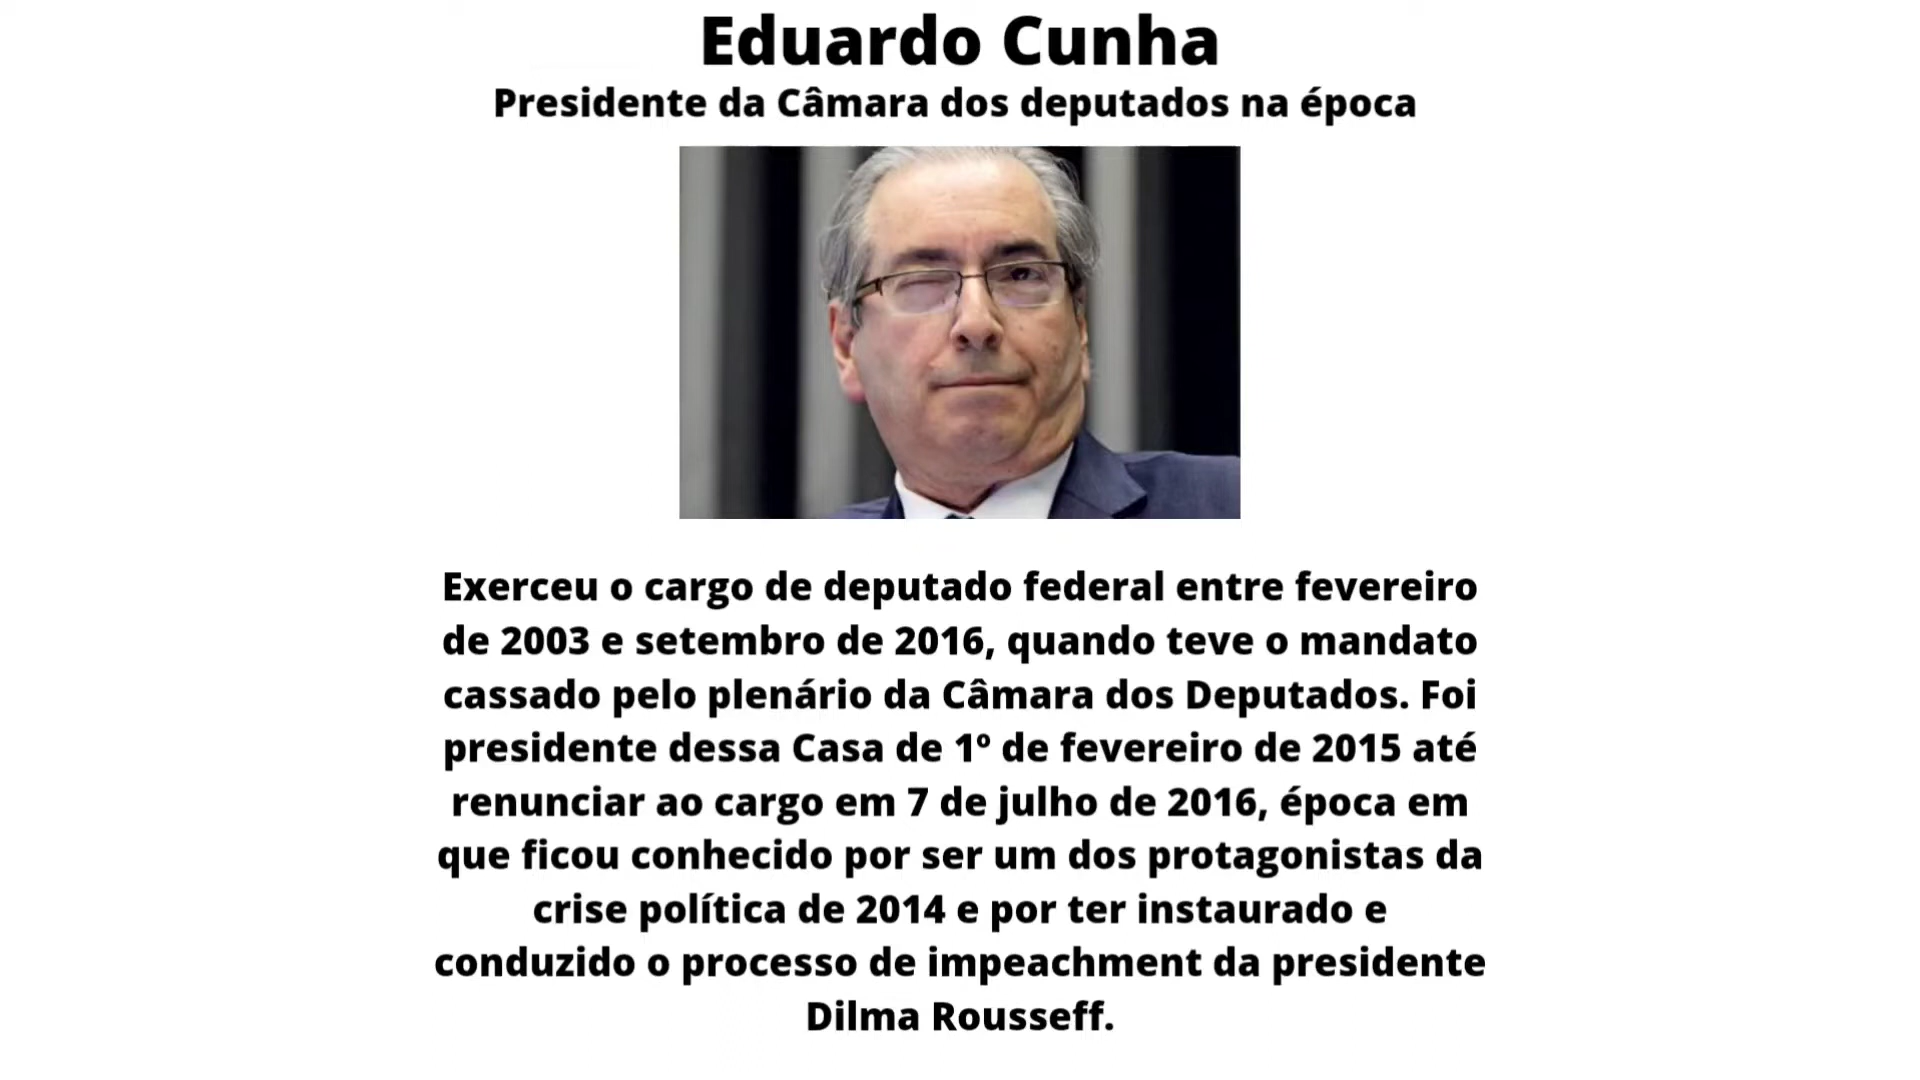 Eduardo Cunha
Presidente da Câmara dos deputados na época
Exerceu o cargo de deputado federal entre fevereiro
de 2003 e setembro de 2016, quando teve o mandato
cassado pelo plenário da Câmara dos Deputados. Foi
presidente dessa Casa de 1º de fevereiro de 2015 até
renunciar ao cargo em 7 de julho de 2016, época em
que ficou conhecido por ser um dos protagonistas da
crise política de 2014 e por ter instaurado e
conduzido o processo de impeachment da presidente
Dilma Rousseff.